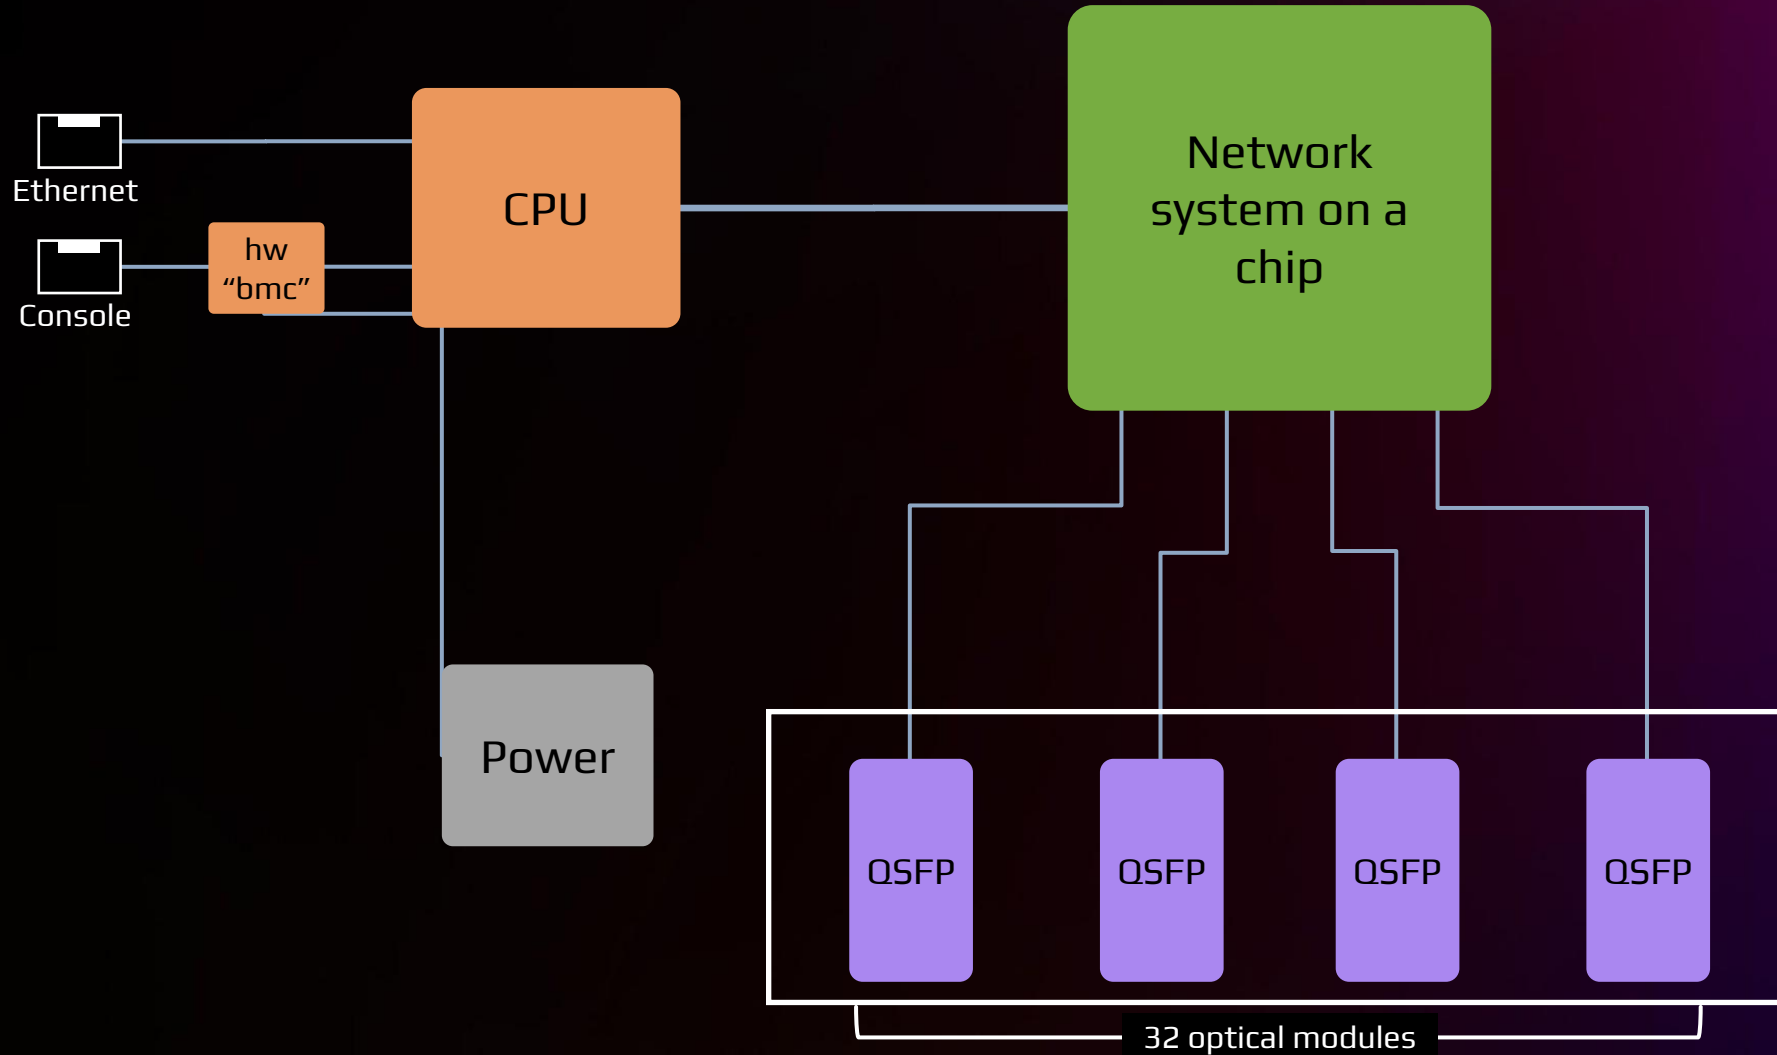 Ethernet
Console
hw
“bmc”
CPU
Network
system on a
chip
Power
QSFP
QSFP
QSFP
QSFP
32 optical modules